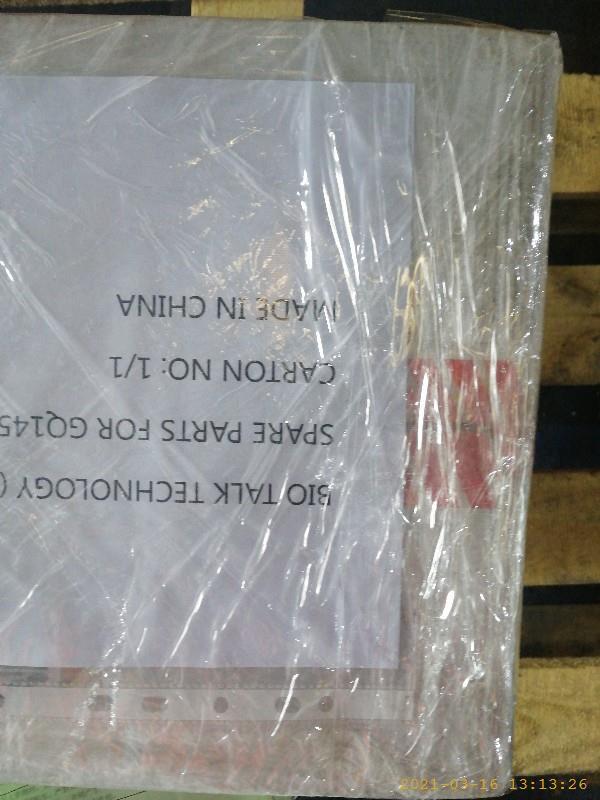 BIO TALK TECHNOLOGY (
SPARE PARTS FOR GQ145
CARTON NO: 1/1
MADE IN CHINA
2021-03-16 13:13:26